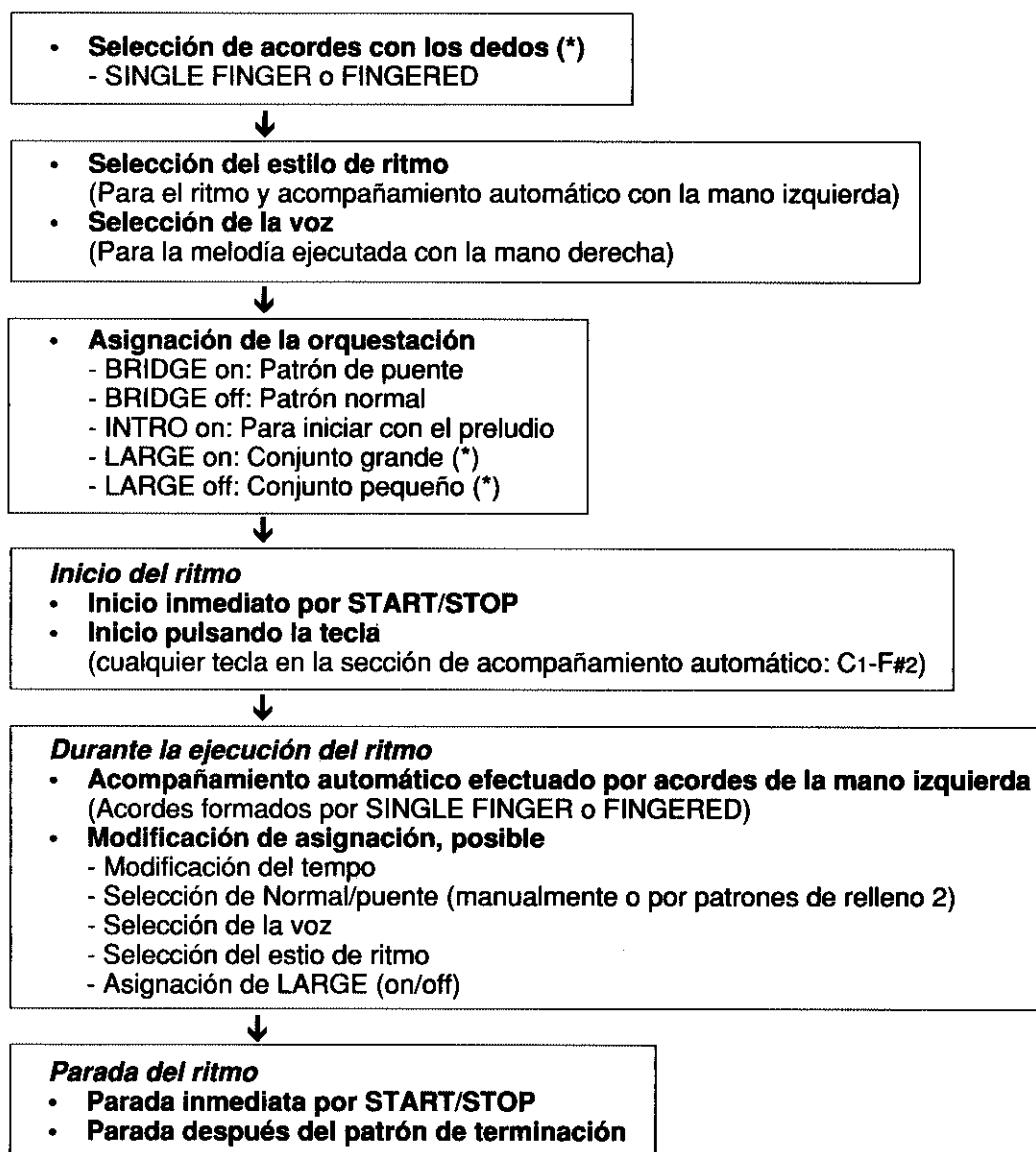 • Selección de acordes con los dedos (*)
- SINGLE FINGER o FINGERED
• Selección del estilo de ritmo
(Para el ritmo y acompañamiento automático con la mano izquierda)
• Selección de la voz
(Para la melodía ejecutada con la mano derecha)
• Asignación de la orquestación
- BRIDGE on: Patrón de puente
- BRIDGE off: Patrón normal
- INTRO on: Para iniciar con el preludio
- LARGE on: Conjunto grande (*)
- LARGE off: Conjunto pequeño (*)
Inicio del ritmo
• Inicio inmediato por START/STOP
• Inicio pulsando la tecla
(cualquier tecla en la sección de acompañamiento automático: C1-F#2)
Durante la ejecución del ritmo
• Acompañamiento automático efectuado por acordes de la mano izquierda
(Acordes formados por SINGLE FINGER o FINGERED)
• Modificación de asignación, posible
- Modificación del tempo
- Selección de Normal/puente (manualmente o por patrones de relleno 2)
- Selección de la voz
- Selección del estio de ritmo
- Asignación de LARGE (on/off)
Parada del ritmo
• Parada inmediata por START/STOP
• Parada después del patrón de terminación